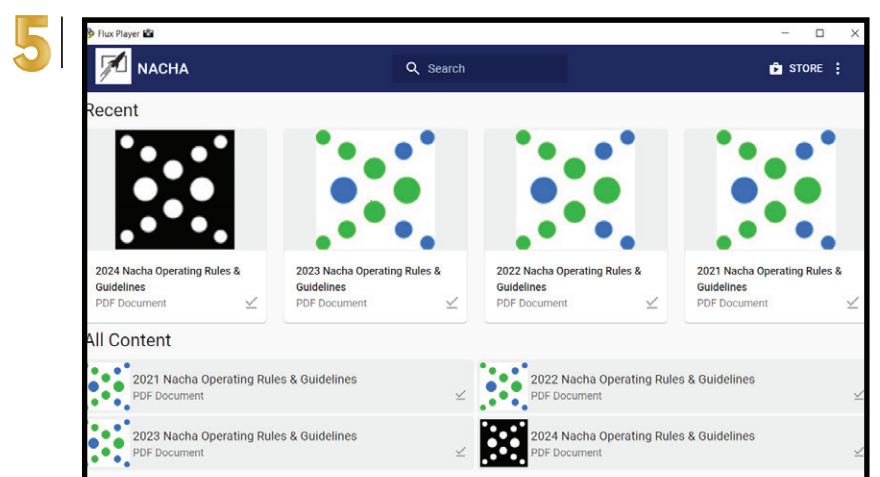 5
Flux Player
NACHA
Search
STORE
Recent
2024 Nacha Operating Rules &
Guidelines
PDF Document
2023 Nacha Operating Rules &
Guidelines
PDF Document
2022 Nacha Operating Rules &
Guidelines
PDF Document
2021 Nacha Operating Rules &
Guidelines
PDF Document
All Content
2021 Nacha Operating Rules & Guidelines
PDF Document
2022 Nacha Operating Rules & Guidelines
PDF Document
2023 Nacha Operating Rules & Guidelines
PDF Document
2024 Nacha Operating Rules & Guidelines
PDF Document